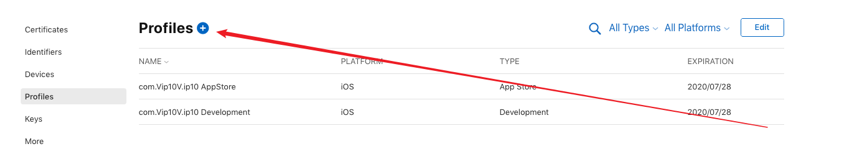 Certificates
Identifiers
Devices
Profiles
Keys
More
Profiles
All Types All Platforms Edit
NAME PLATFORM TYPE EXPIRATION
com.Vip10V.ip10 AppStore iOS App Store 2020/07/28
com.Vip10V.ip10 Development iOS Development 2020/07/28